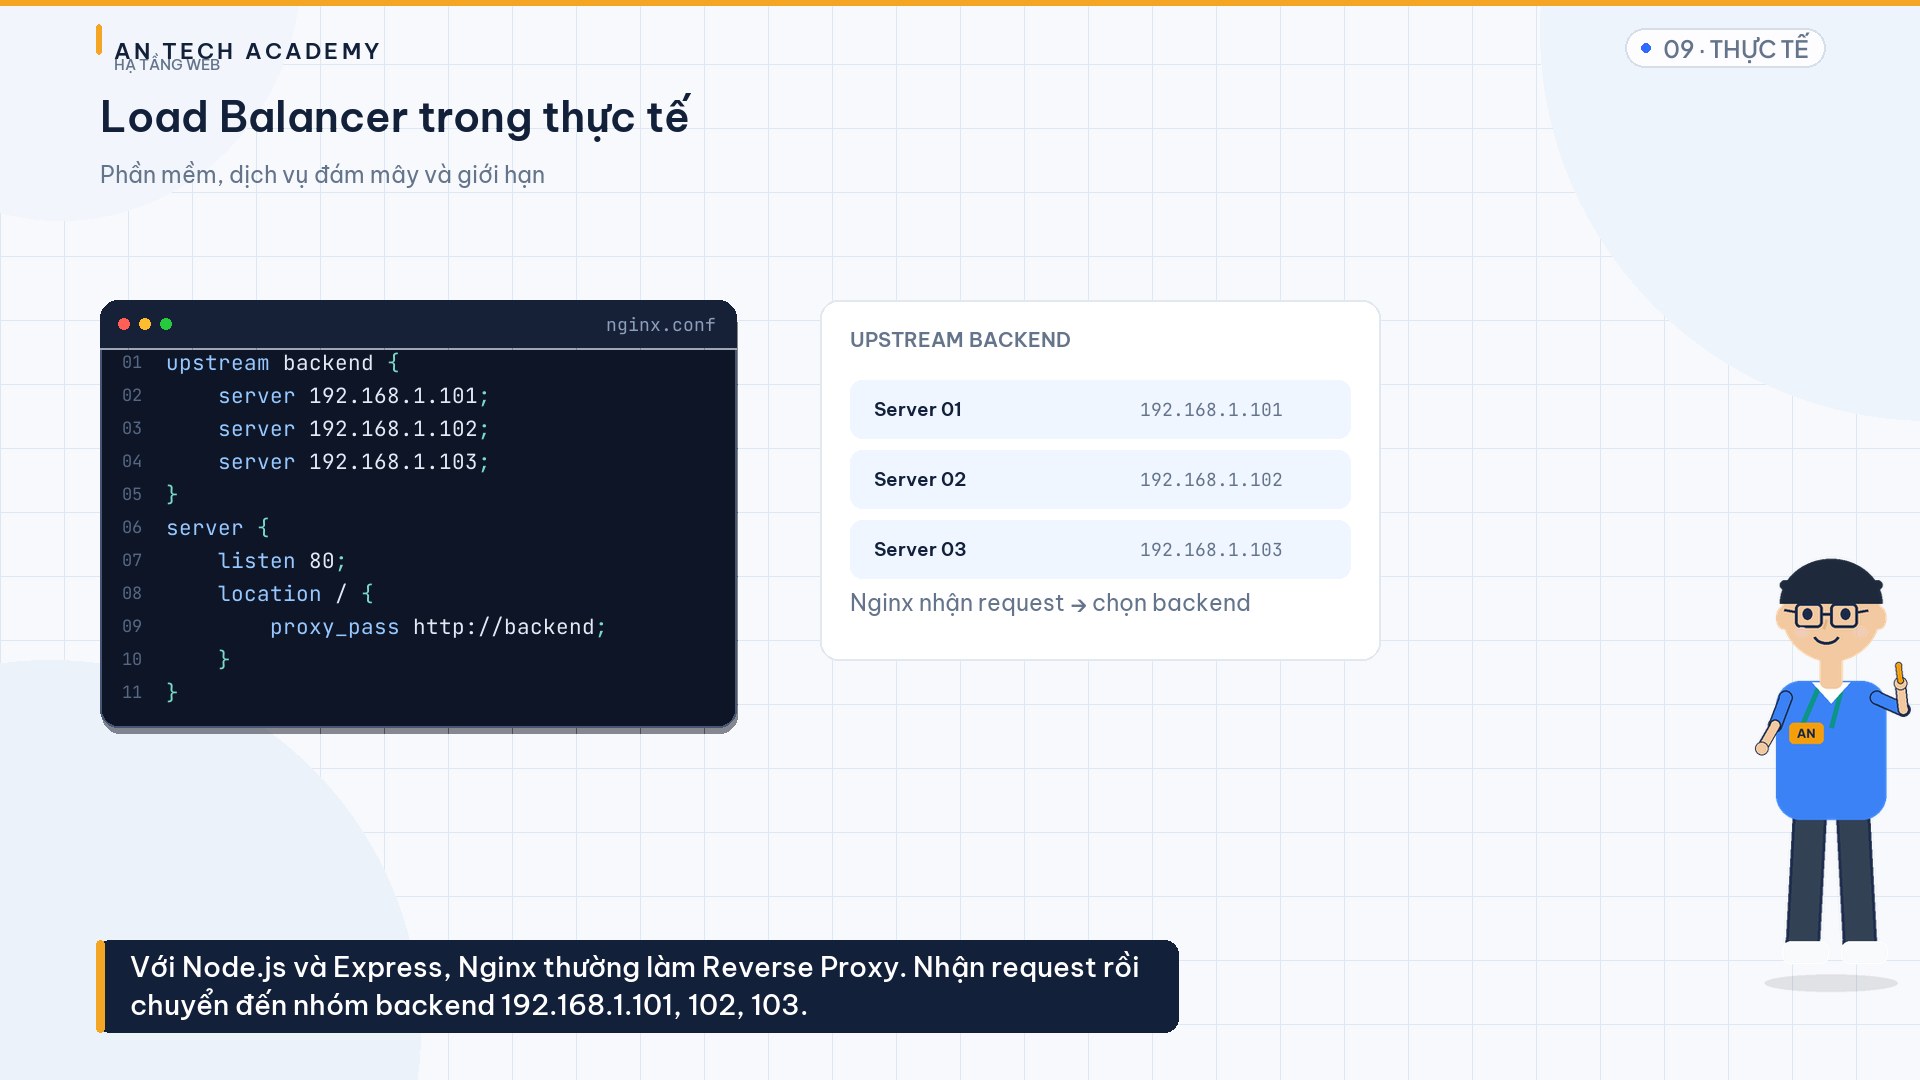 AN TECH ACADEMY
HẠ TẦNG WEB
09 · THỰC TẾ
Load Balancer trong thực tế
Phần mềm, dịch vụ đám mây và giới hạn
nginx.conf
01 upstream backend {
02     server 192.168.1.101;
03     server 192.168.1.102;
04     server 192.168.1.103;
05 }
06 server {
07     listen 80;
08     location / {
09         proxy_pass http://backend;
10     }
11 }
UPSTREAM BACKEND
Server 01 192.168.1.101
Server 02 192.168.1.102
Server 03 192.168.1.103
Nginx nhận request → chọn backend
AN
Với Node.js và Express, Nginx thường làm Reverse Proxy. Nhận request rồi
chuyển đến nhóm backend 192.168.1.101, 102, 103.